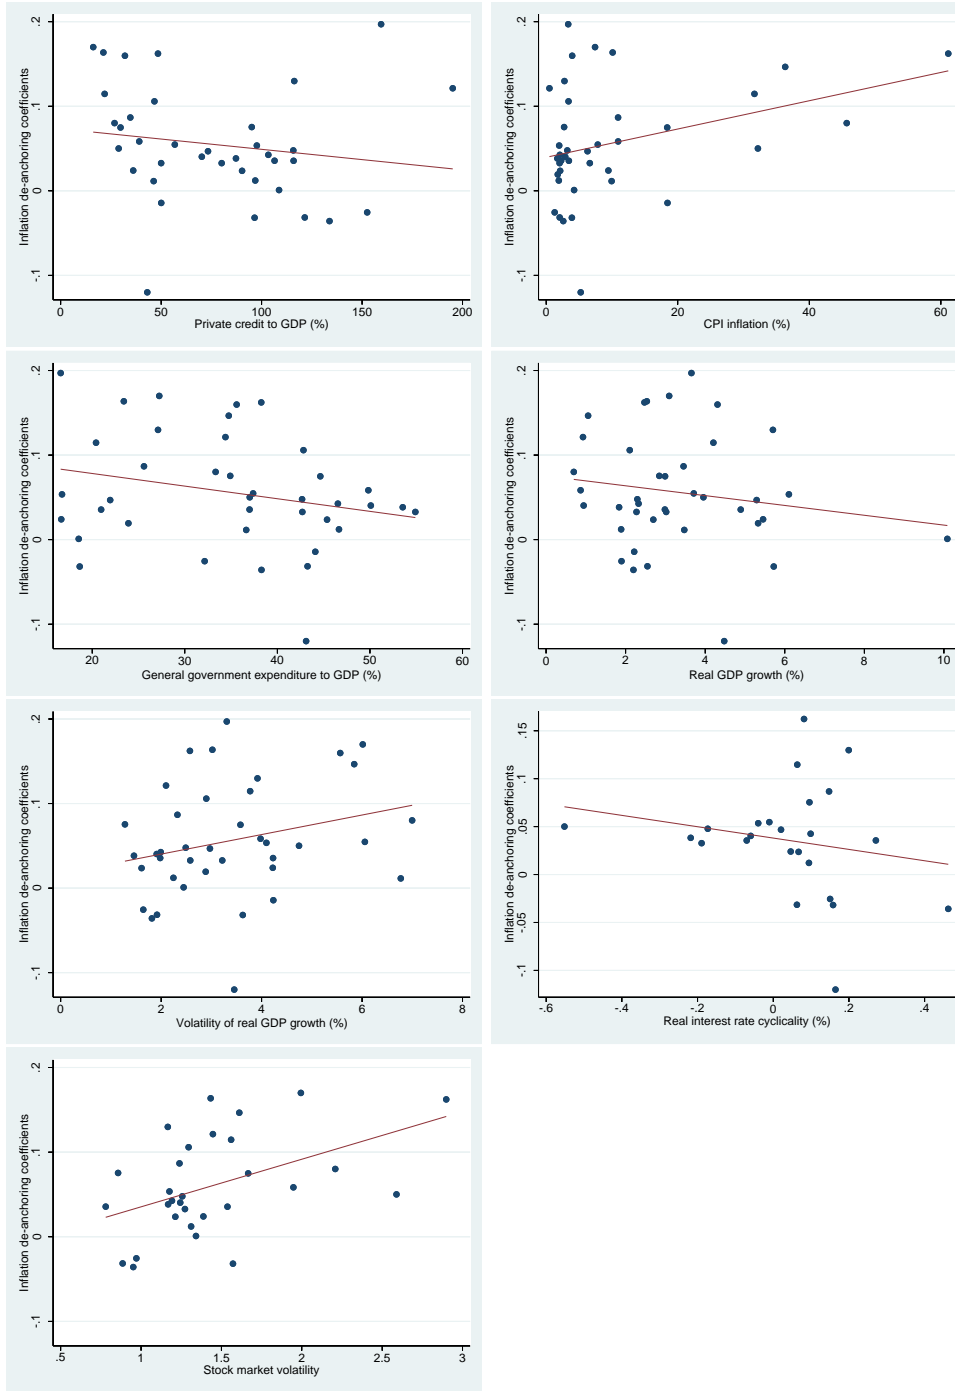 Inflation de-anchoring coefficients
.2
.1
0
-.1
0 50 100 150 200
Private credit to GDP (%)
Inflation de-anchoring coefficients
.2
.1
0
-.1
0 20 40 60
CPI inflation (%)
Inflation de-anchoring coefficients
.2
.1
0
-.1
20 30 40 50 60
General government expenditure to GDP (%)
Inflation de-anchoring coefficients
.2
.1
0
-.1
0 2 4 6 8 10
Real GDP growth (%)
Inflation de-anchoring coefficients
.2
.1
0
-.1
0 2 4 6 8
Volatility of real GDP growth (%)
Inflation de-anchoring coefficients
.15
.1
.05
0
-.05
-.1
-.6 -.4 -.2 0 .2 .4
Real interest rate cyclicality (%)
Inflation de-anchoring coefficients
.2
.1
0
-.1
.5 1 1.5 2 2.5 3
Stock market volatility